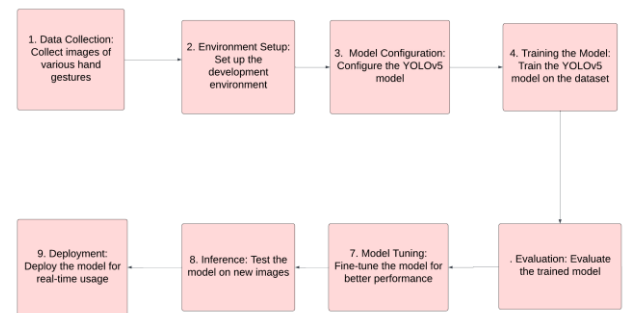 1. Data Collection:
Collect images of
various hand
gestures
2. Environment Setup:
Set up the
development
environment
3.  Model Configuration:
Configure the YOLOv5
model
4. Training the Model:
Train the YOLOv5
model on the dataset
. Evaluation: Evaluate
the trained model
7. Model Tuning:
Fine-tune the model for
better performance
8. Inference: Test the
model on new images
9. Deployment:
Deploy the model for
real-time usage